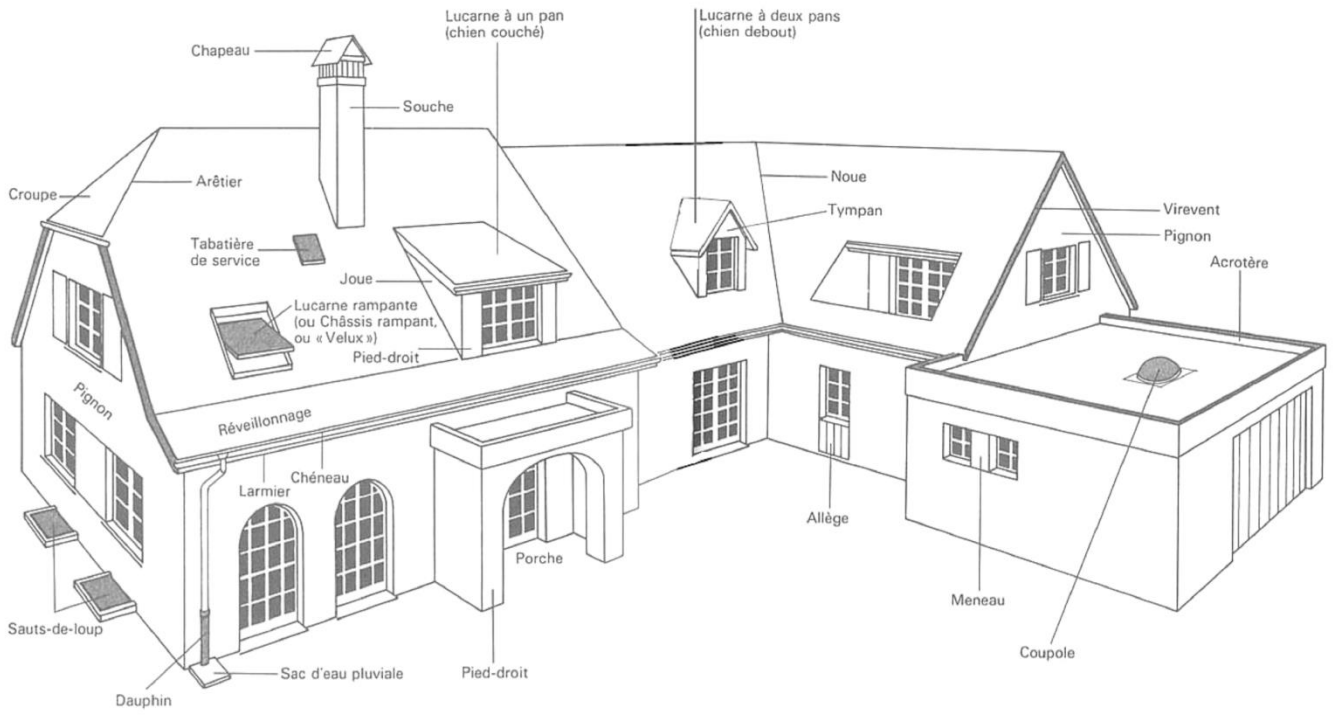 Lucarne à un pan
(chien couché)
Lucarne à deux pans
(chien debout)
Chapeau
Souche
Croupe
Arêtier
Noue
Tympan
Virevent
Pignon
Acrotère
Tabatière
de service
Joue
Lucarne rampante
(ou Châssis rampant,
ou « Velux »)
Pied-droit
Pignon
Réveillonnage
Chéneau
Larmier
Allège
Porche
Meneau
Sauts-de-loup
Coupole
Sac d'eau pluviale
Pied-droit
Dauphin